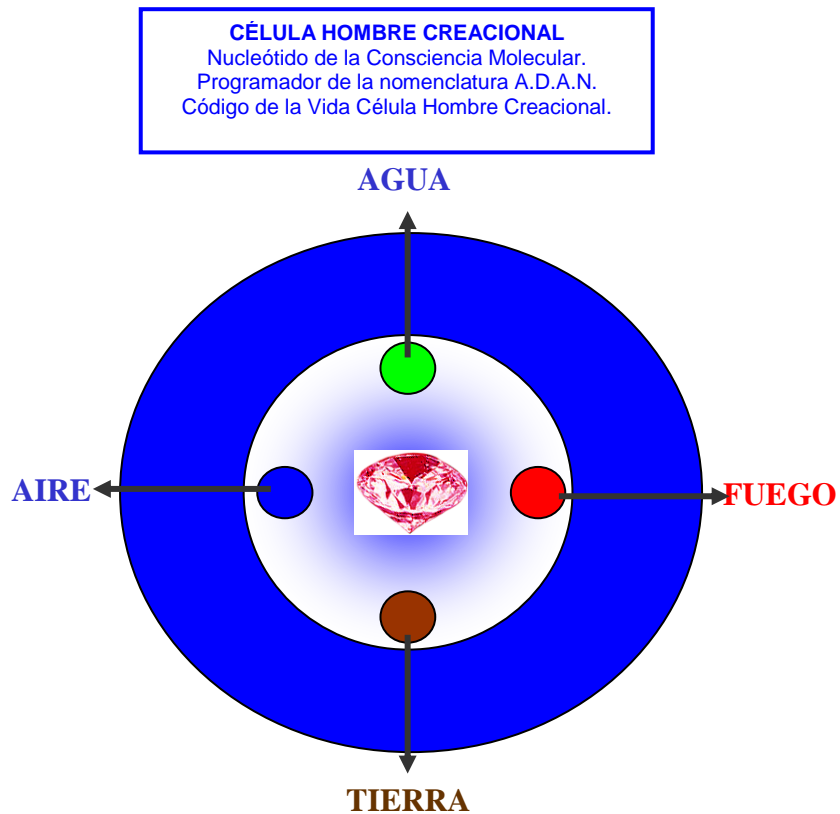 CÉLULA HOMBRE CREACIONAL
Nucleótido de la Consciencia Molecular.
Programador de la nomenclatura A.D.A.N.
Código de la Vida Célula Hombre Creacional.
AGUA
AIRE
FUEGO
TIERRA